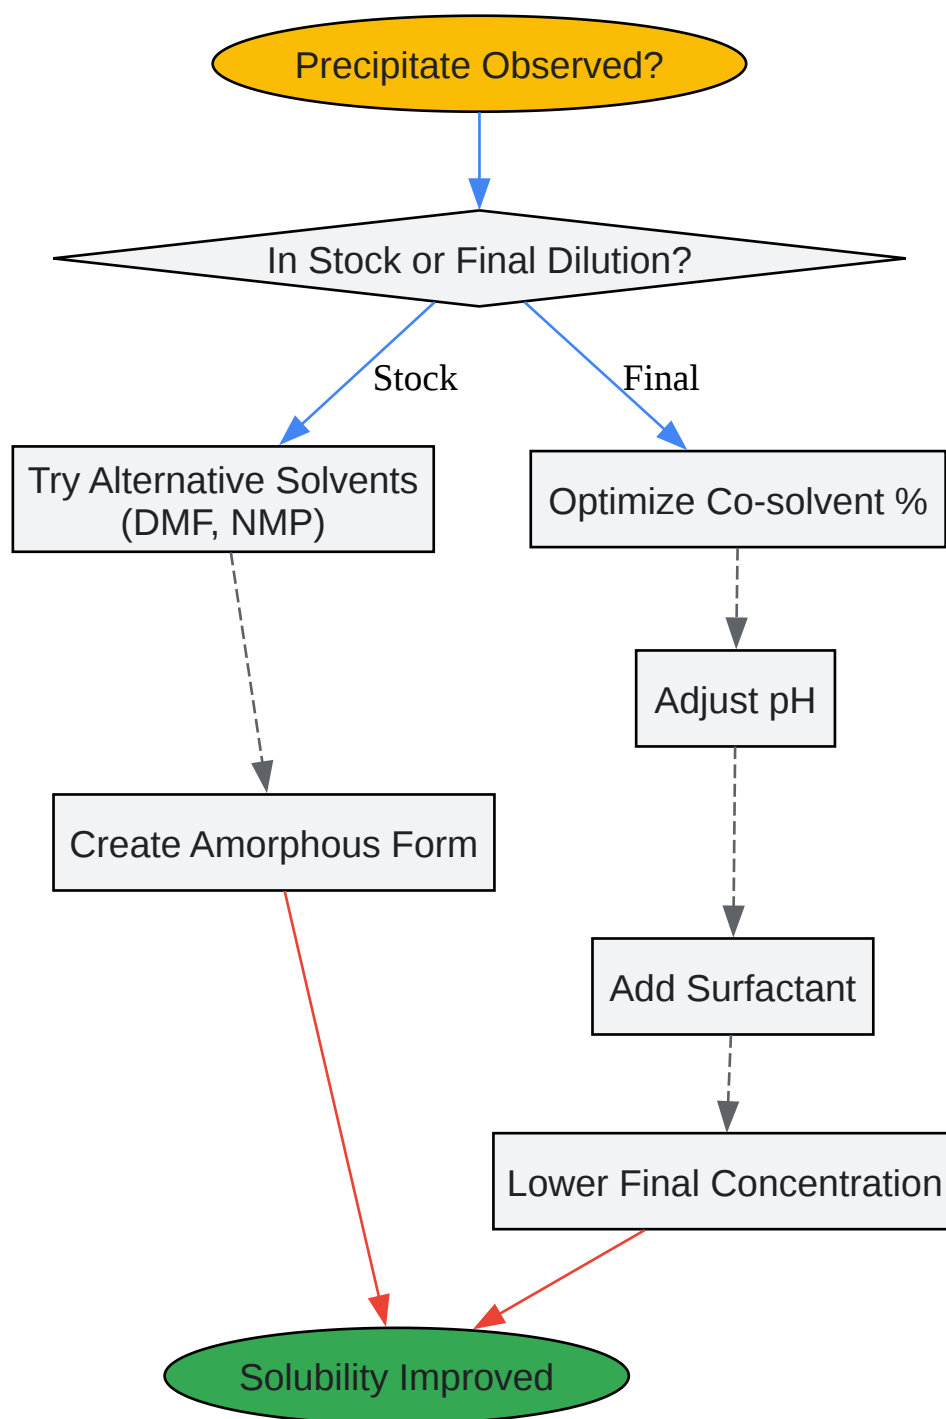 Precipitate Observed?
In Stock or Final Dilution?
Stock
Final
Try Alternative Solvents
(DMF, NMP)
Optimize Co-solvent %
Adjust pH
Create Amorphous Form
Add Surfactant
Lower Final Concentration
Solubility Improved